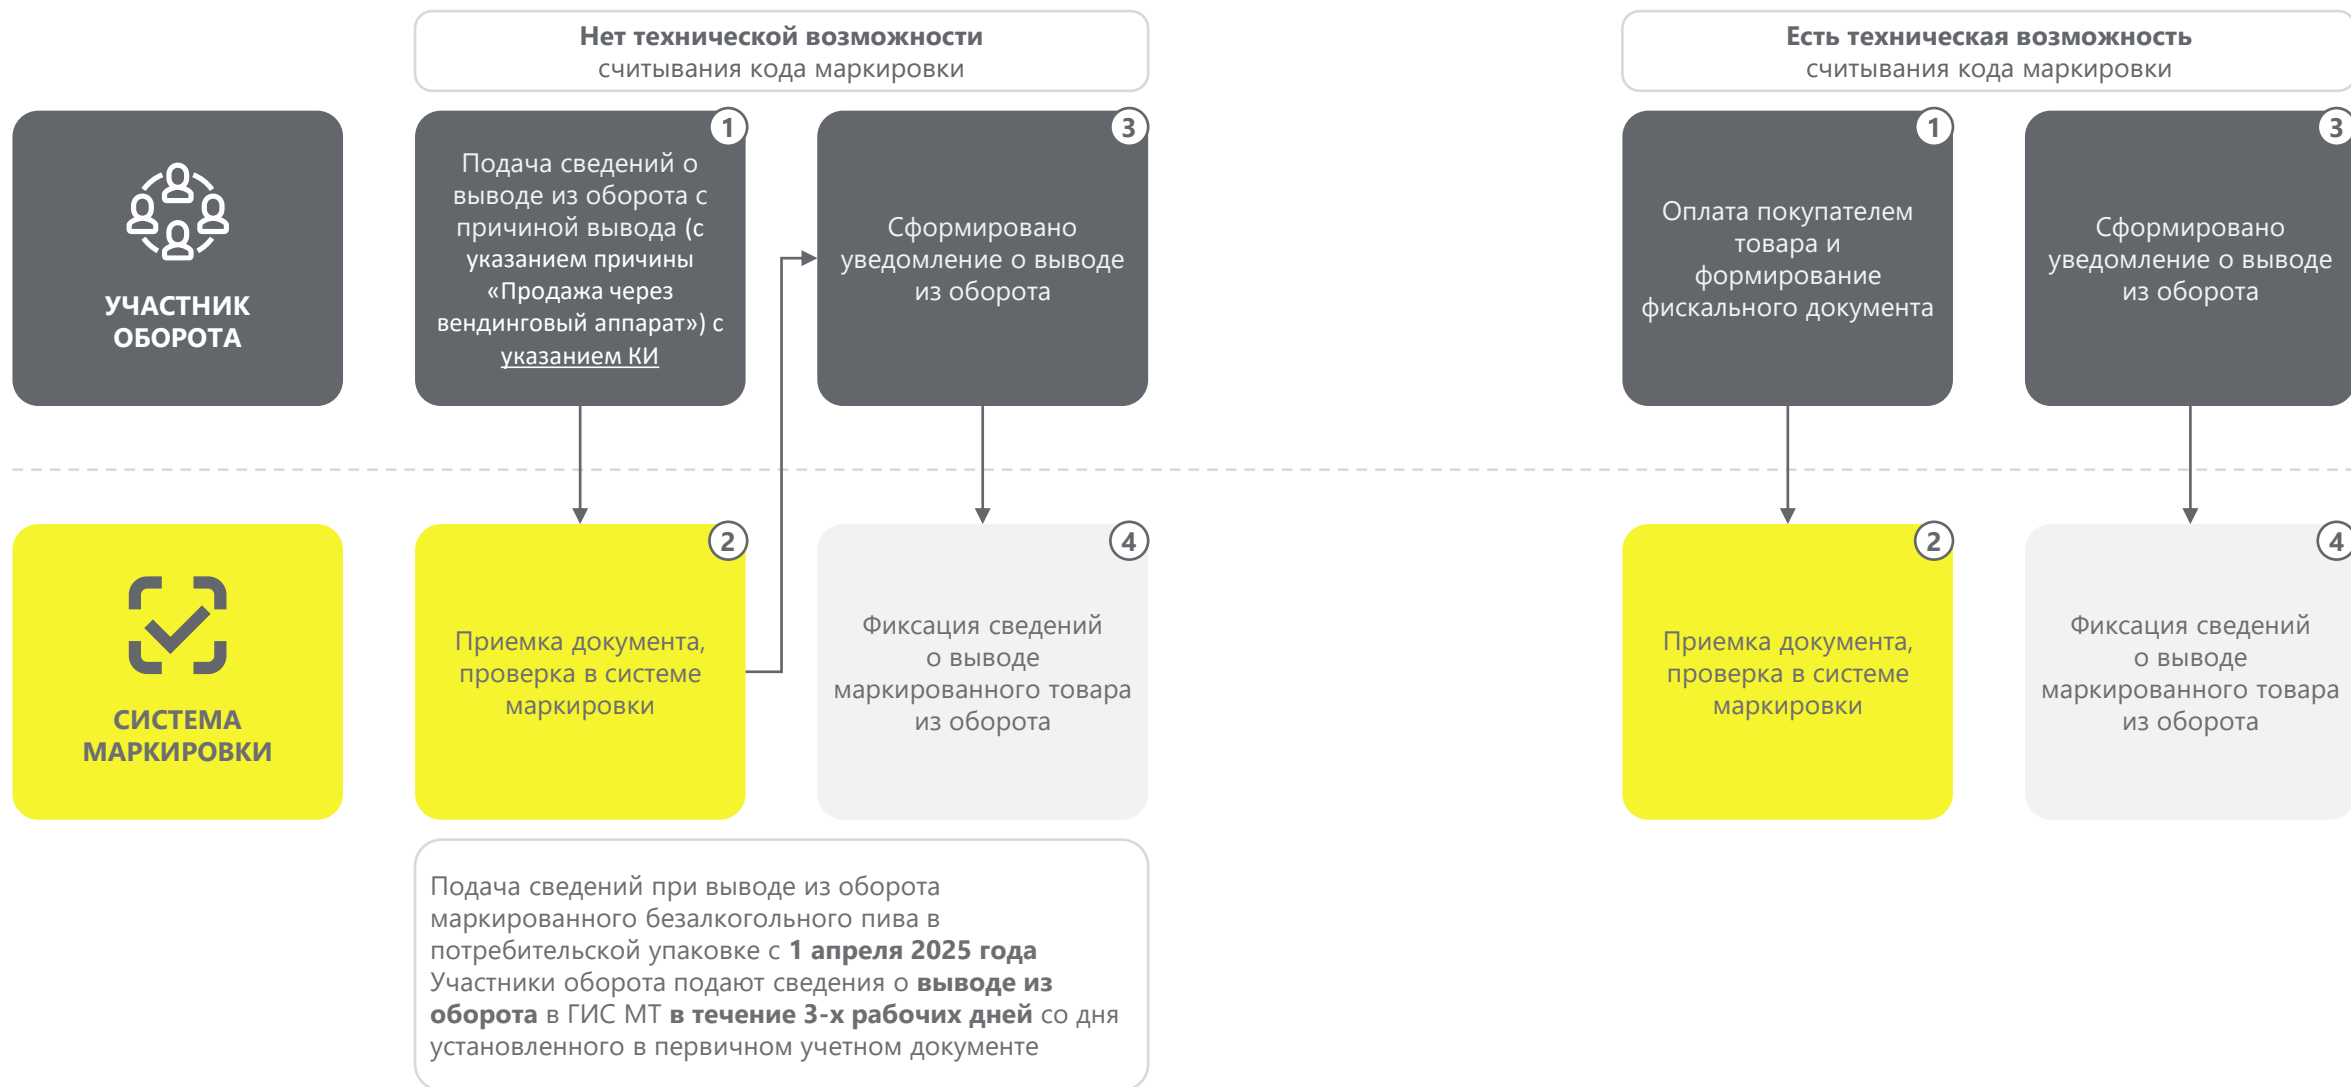 Нет технической возможности
считывания кода маркировки
Есть техническая возможность
считывания кода маркировки
УЧАСТНИК
ОБОРОТА
1
Подача сведений о
выводе из оборота с
причиной вывода (с
указанием причины
«Продажа через
вендинговый аппарат») с
указанием КИ
3
Сформировано
уведомление о выводе
из оборота
1
Оплата покупателем
товара и
формирование
фискального документа
3
Сформировано
уведомление о выводе
из оборота
СИСТЕМА
МАРКИРОВКИ
2
Приемка документа,
проверка в системе
маркировки
4
Фиксация сведений
о выводе
маркированного товара
из оборота
2
Приемка документа,
проверка в системе
маркировки
4
Фиксация сведений
о выводе
маркированного товара
из оборота
Подача сведений при выводе из оборота
маркированного безалкогольного пива в
потребительской упаковке с 1 апреля 2025 года
Участники оборота подают сведения о выводе из
оборота в ГИС МТ в течение 3-х рабочих дней со дня
установленного в первичном учетном документе